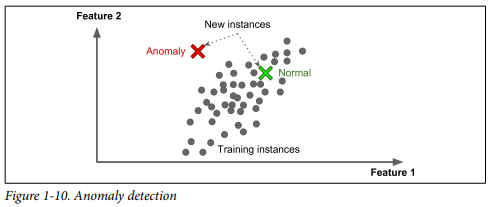 Feature 2
New instances
Anomaly
Normal
Training instances
Feature 1
Figure 1-10. Anomaly detection